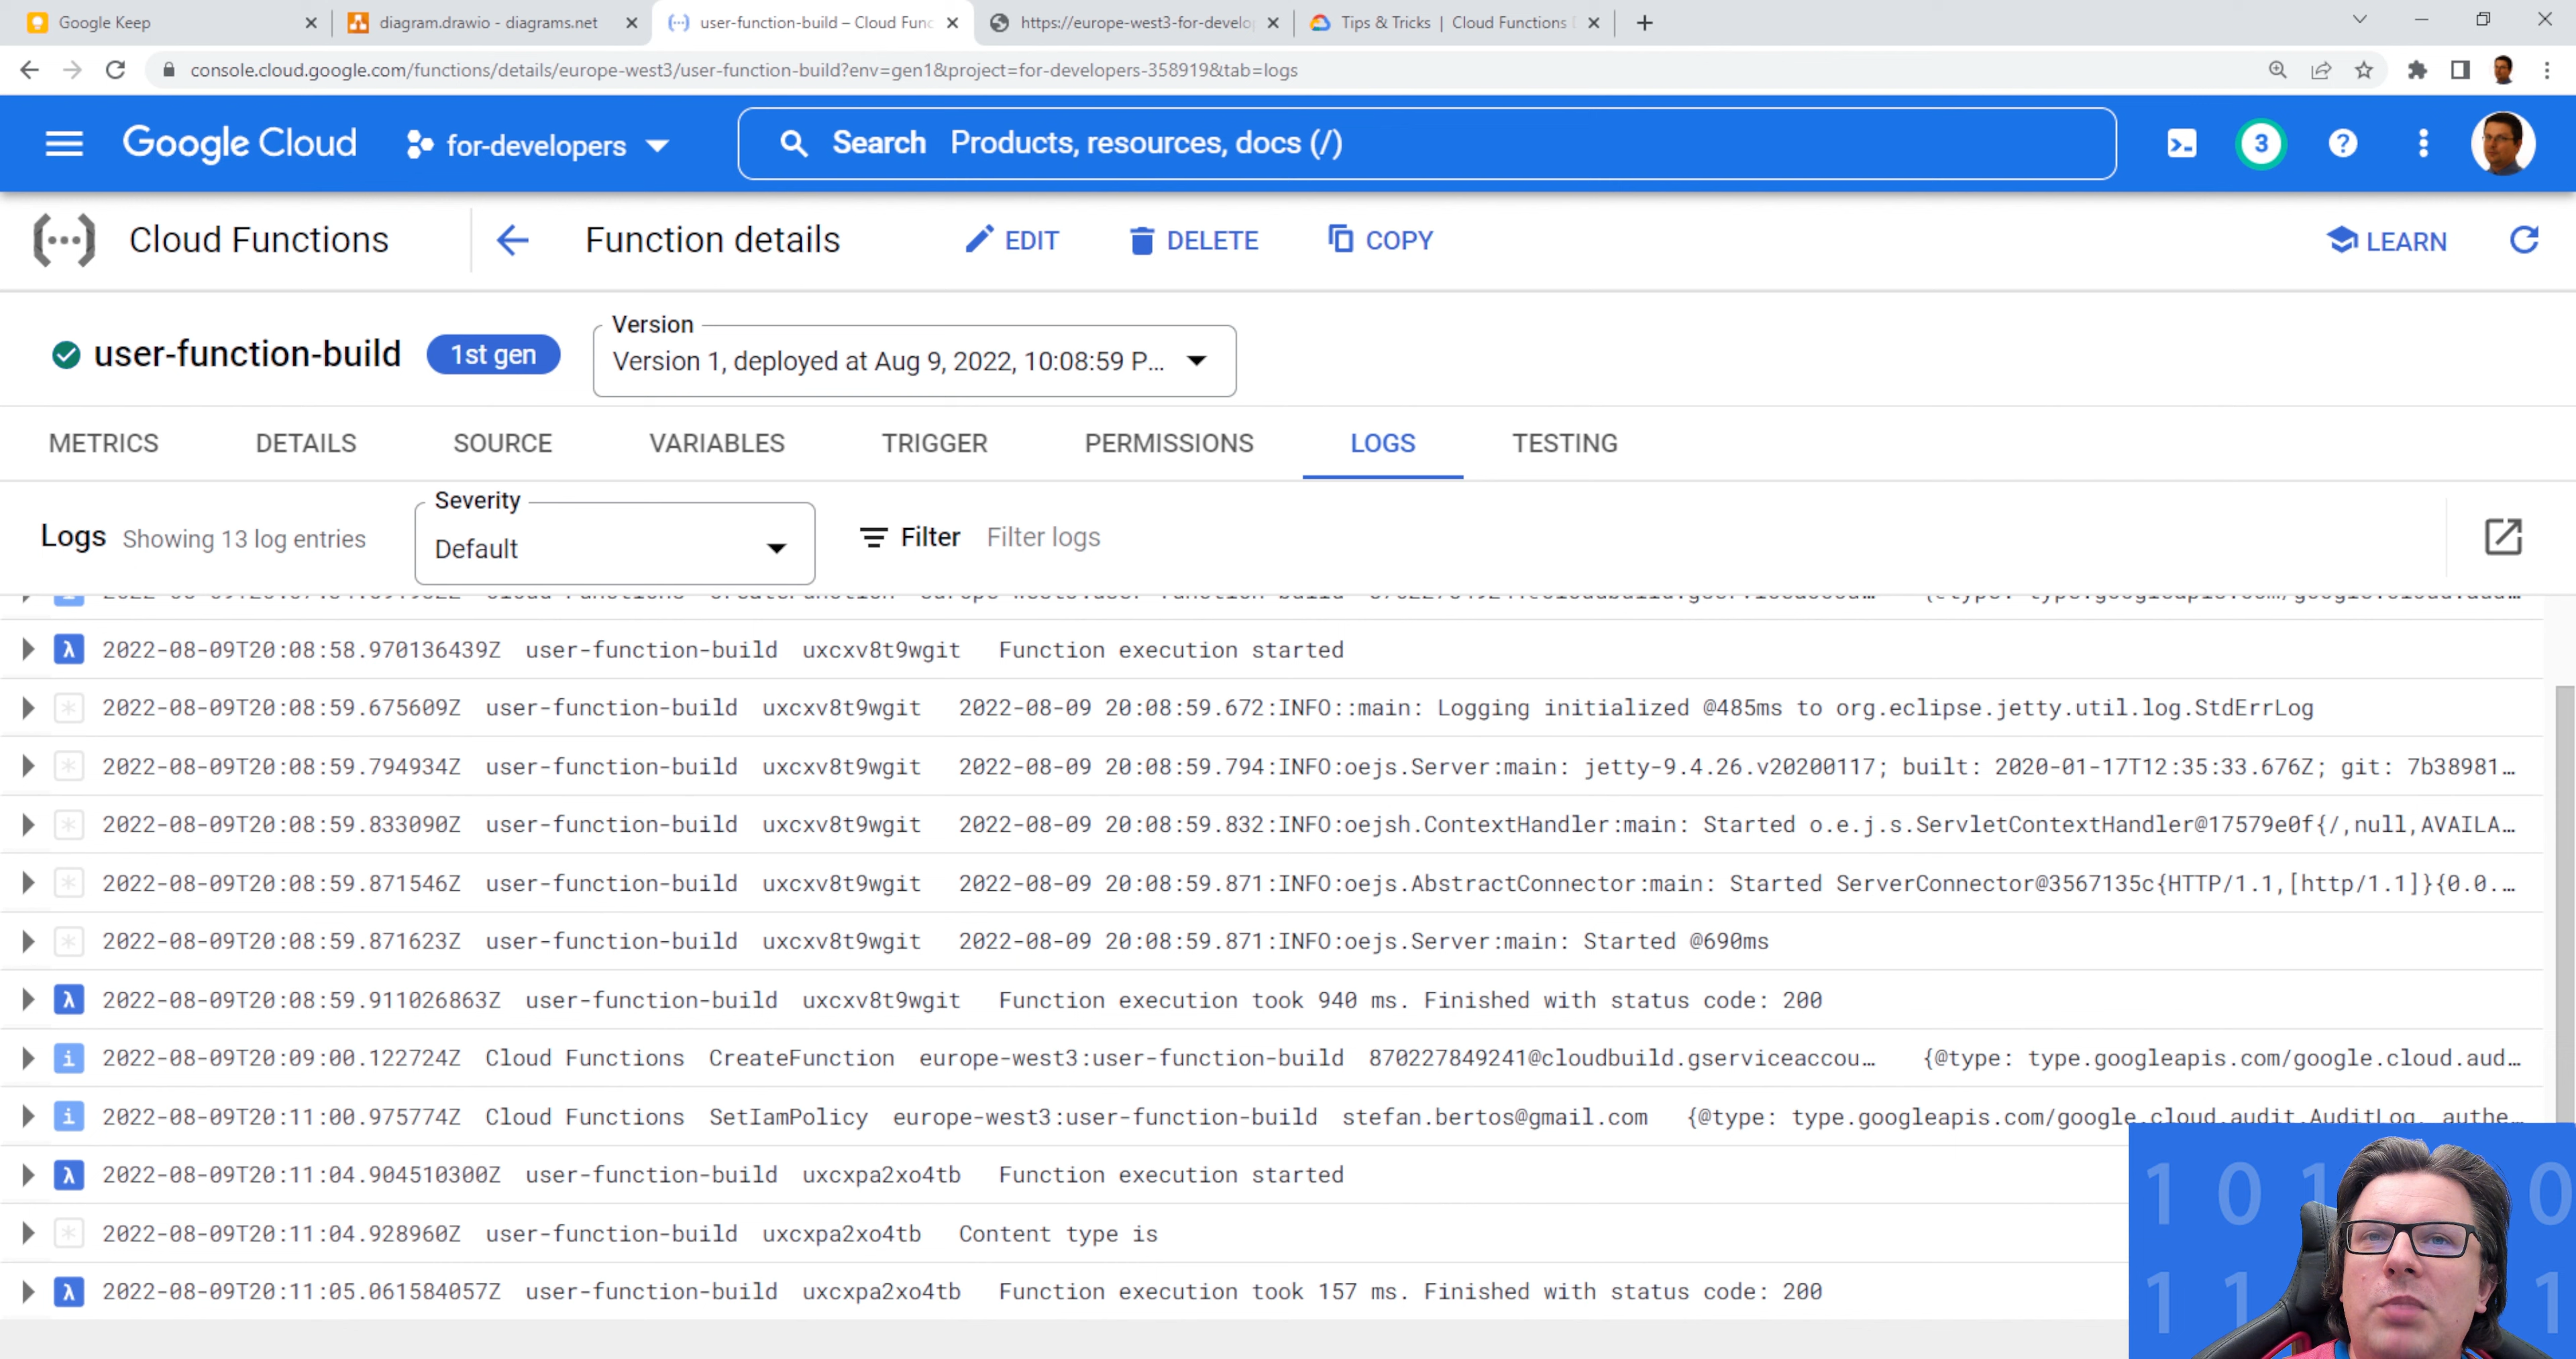 Google Keep
diagram.drawio - diagrams.net
user-function-build – Cloud Func
https://europe-west3-for-develo
Tips & Tricks | Cloud Functions
console.cloud.google.com/functions/details/europe-west3/user-function-build?env=gen1&project=for-developers-358919&tab=logs
Google Cloud for-developers Search Products, resources, docs (/) 3
Cloud Functions Function details EDIT DELETE COPY LEARN
user-function-build 1st gen
Version
Version 1, deployed at Aug 9, 2022, 10:08:59 P...
METRICS DETAILS SOURCE VARIABLES TRIGGER PERMISSIONS LOGS TESTING
Logs Showing 13 log entries
Severity
Default
Filter Filter logs
λ 2022-08-09T20:08:58.970136439Z user-function-build uxcxv8t9wgit Function execution started
* 2022-08-09T20:08:59.675609Z user-function-build uxcxv8t9wgit 2022-08-09 20:08:59.672:INFO::main: Logging initialized @485ms to org.eclipse.jetty.util.log.StdErrLog
* 2022-08-09T20:08:59.794934Z user-function-build uxcxv8t9wgit 2022-08-09 20:08:59.794:INFO:oejs.Server:main: jetty-9.4.26.v20200117; built: 2020-01-17T12:35:33.676Z; git: 7b38981…
* 2022-08-09T20:08:59.833090Z user-function-build uxcxv8t9wgit 2022-08-09 20:08:59.832:INFO:oejsh.ContextHandler:main: Started o.e.j.s.ServletContextHandler@17579e0f{/,null,AVAILA…
* 2022-08-09T20:08:59.871546Z user-function-build uxcxv8t9wgit 2022-08-09 20:08:59.871:INFO:oejs.AbstractConnector:main: Started ServerConnector@3567135c{HTTP/1.1,[http/1.1]}{0.0.…
* 2022-08-09T20:08:59.871623Z user-function-build uxcxv8t9wgit 2022-08-09 20:08:59.871:INFO:oejs.Server:main: Started @690ms
λ 2022-08-09T20:08:59.911026863Z user-function-build uxcxv8t9wgit Function execution took 940 ms. Finished with status code: 200
i 2022-08-09T20:09:00.122724Z Cloud Functions CreateFunction europe-west3:user-function-build 870227849241@cloudbuild.gserviceaccou… {@type: type.googleapis.com/google.cloud.aud…
i 2022-08-09T20:11:00.975774Z Cloud Functions SetIamPolicy europe-west3:user-function-build stefan.bertos@gmail.com {@type: type.googleapis.com/google.cloud.audit.AuditLog, authe…
λ 2022-08-09T20:11:04.904510300Z user-function-build uxcxpa2xo4tb Function execution started
* 2022-08-09T20:11:04.928960Z user-function-build uxcxpa2xo4tb Content type is
λ 2022-08-09T20:11:05.061584057Z user-function-build uxcxpa2xo4tb Function execution took 157 ms. Finished with status code: 200